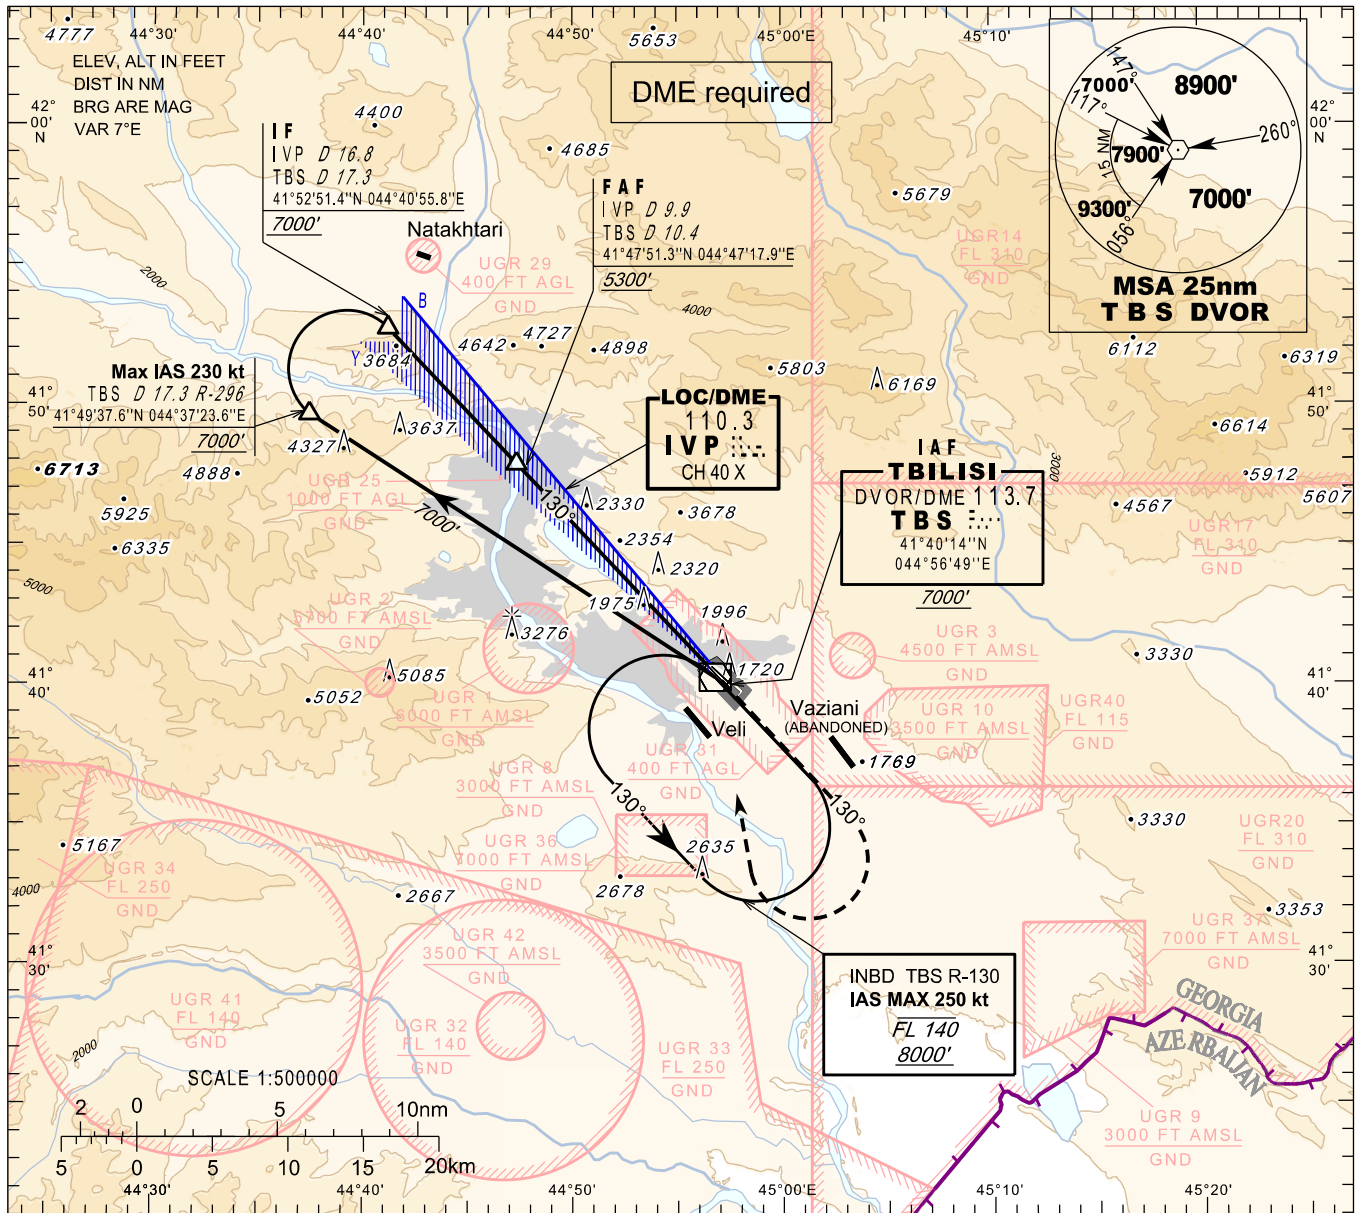 44°30'
44°40'
44°50'
45°00'
45°10'
4777
5653
ELEV, ALT IN FEET
DIST IN NM
BRG ARE MAG
VAR 7°E
42°
00'
N
DME required
147°
7000'
117°
8900'
260°
15 NM
7900'
7000'
9300'
056°
MSA 25nm
TBS DVOR
42°
00'
N
4400
4685
5679
IF
IVP D 16.8
TBS D 17.3
41°52'51.4"N 044°40'55.8"E
7000'
FAF
IVP D 9.9
TBS D 10.4
41°47'51.3"N 044°47'17.9"E
5300'
Natakhtari
UGR 29
400 FT AGL
GND
UGR14
FL 310
GND
2000
4000
B
Y
3684
4642
4727
4898
5803
6169
6112
6319
Max IAS 230 kt
TBS D 17.3 R-296
41°49'37.6"N 044°37'23.6"E
7000'
41°
50'
41°
50'
LOC/DME
110.3
IVP
CH 40 X
3637
4327
4888
6713
5925
6335
5000
UGR 25
1000 FT AGL
GND
7000'
130°
2330
3678
2354
2320
1975
1996
1720
IAF
TBILISI
DVOR/DME 113.7
TBS
41°40'14"N
044°56'49"E
7000'
3000
6614
5912
5607
4567
UGR17
FL 310
GND
UGR 2
5700 FT AMSL
GND
3276
5085
5052
UGR 1
6000 FT AMSL
GND
UGR 3
4500 FT AMSL
GND
3330
41°
40'
41°
40'
Veli
Vaziani
(ABANDONED)
UGR 10
3500 FT AMSL
GND
UGR40
FL 115
GND
1769
UGR 31
400 FT AGL
GND
UGR 8
3000 FT AMSL
GND
130°
130°
UGR 36
7000 FT AMSL
GND
2635
2678
2667
3330
UGR20
FL 310
GND
3353
5167
UGR 34
FL 250
GND
4000
UGR 42
3500 FT AMSL
GND
UGR 37
7000 FT AMSL
GND
41°
30'
41°
30'
INBD TBS R-130
IAS MAX 250 kt
FL 140
8000'
UGR 41
FL 140
GND
UGR 32
FL 140
GND
UGR 33
FL 250
GND
GEORGIA
AZERBAIJAN
2000
UGR 9
3000 FT AMSL
GND
SCALE 1:500000
2 0 5 10nm
5 0 5 10 15 20km
44°30'
44°40'
44°50'
45°00'
45°10'
45°20'